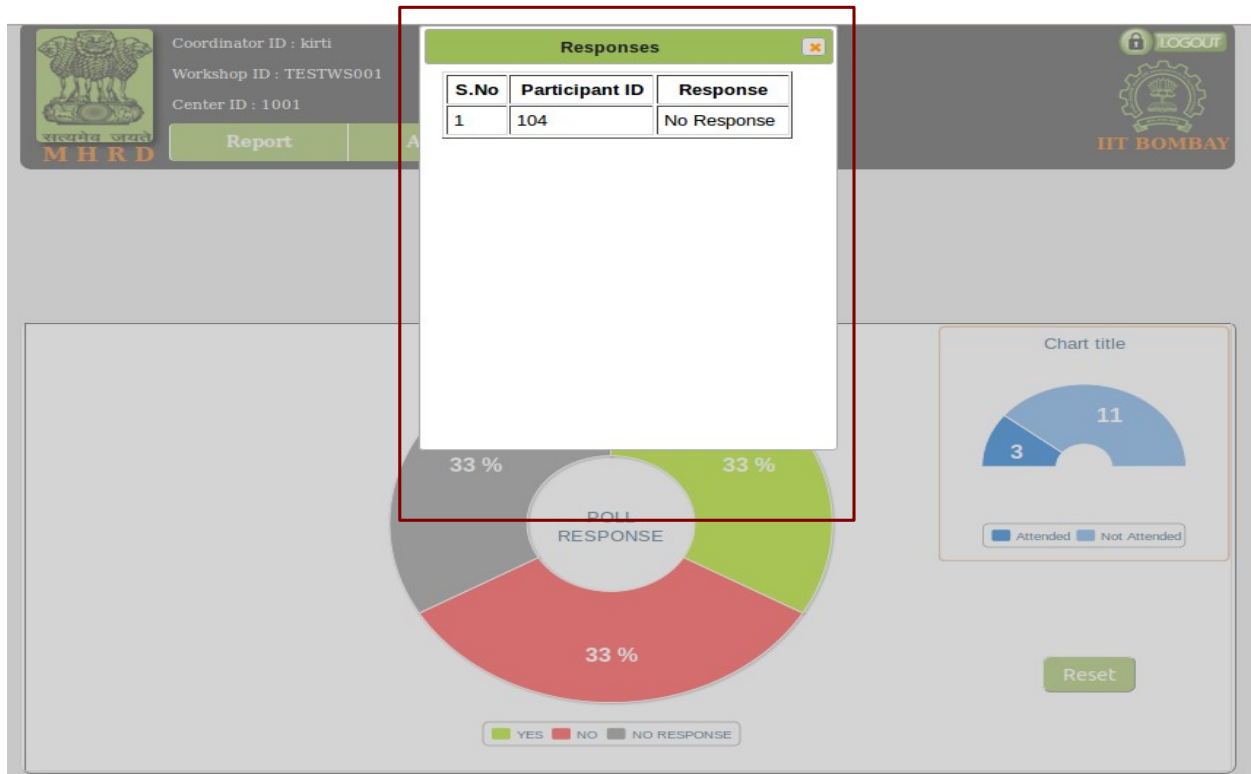 Coordinator ID : kirti
Workshop ID : TESTWS001
Center ID : 1001
सत्यमेव जयते
M H R D
Report
A
Responses
S.No Participant ID Response
1 104 No Response
LOGOUT
IIT BOMBAY
33 %
33 %
POLL
RESPONSE
33 %
YES NO NO RESPONSE
Chart title
11
3
Attended Not Attended
Reset